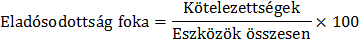 Eladósodottság foka = Kötelezettségek / Eszközök összesen × 100